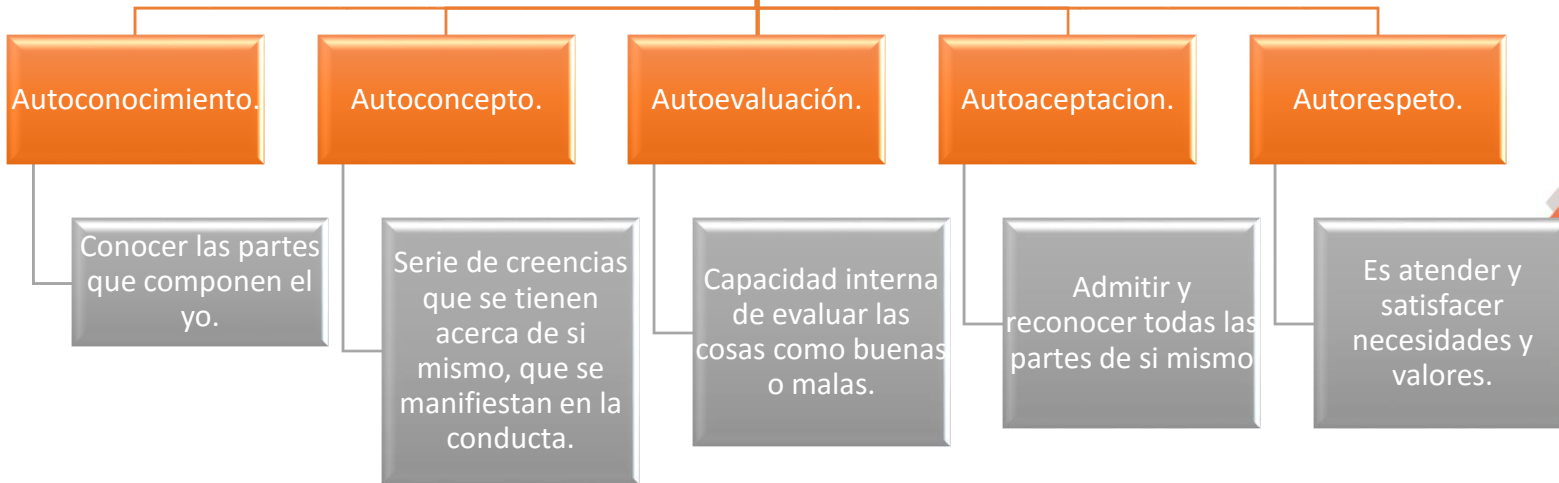 Autoconocimiento.
Autoconcepto.
Autoevaluación.
Autoaceptacion.
Autorespeto.
Conocer las partes
que componen el
yo.
Serie de creencias
que se tienen
acerca de si
mismo, que se
manifiestan en la
conducta.
Capacidad interna
de evaluar las
cosas como buenas
o malas.
Admitir y
reconocer todas las
partes de si mismo
Es atender y
satisfacer
necesidades y
valores.